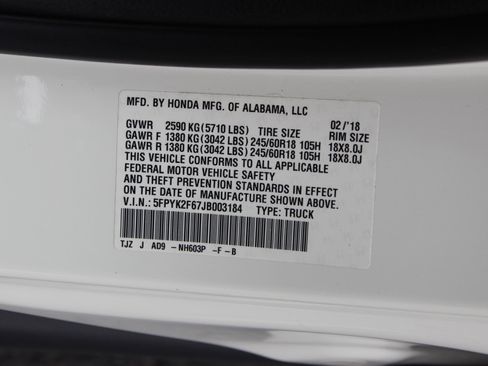 MFD. BY HONDA MFG. OF ALABAMA, LLC 02/'18
GVWR 2590 KG (5710 LBS) TIRE SIZE RIM SIZE
GAWR F 1380 KG (3042 LBS) 245/60R18 105H 18X8.0J
GAWR R 1380 KG (3042 LBS) 245/60R18 105H 18X8.0J
THIS VEHICLE CONFORMS TO ALL APPLICABLE
FEDERAL MOTOR VEHICLE SAFETY
AND THEFT PREVENTION STANDARDS IN EFFECT
ON THE DATE OF MANUFACTURE SHOWN ABOVE.
V.I.N.: 5FPYK2F67JB003184 TYPE: TRUCK
TJZ J AD9 -NH603P -F -B